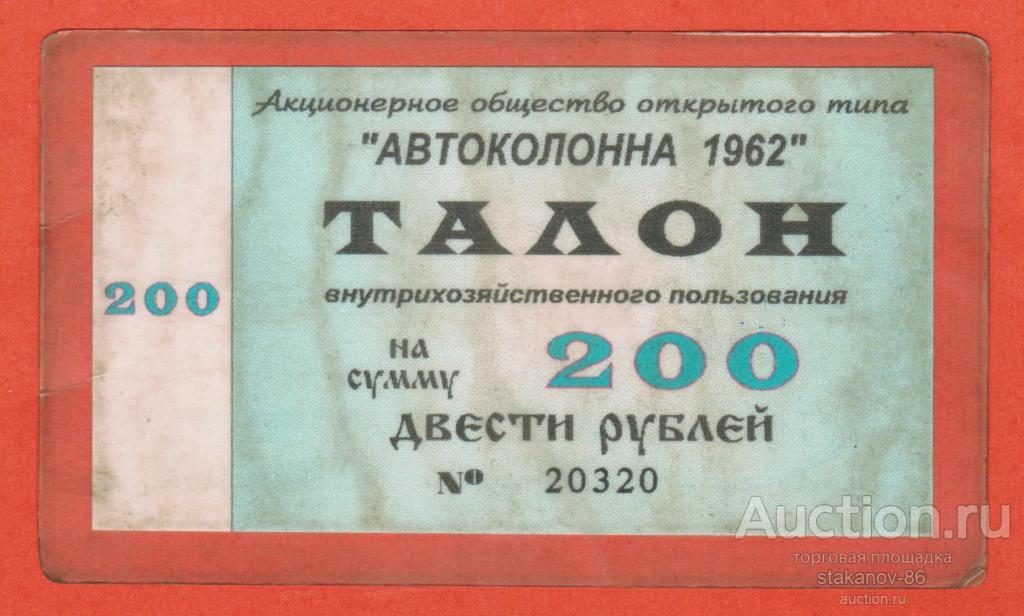 Акционерное общество открытого типа
"АВТОКОЛОННА 1962"
ТАЛОН
внутрихозяйственного пользования
200
на
сумму
200
ДВЕСТИ РУБЛЕЙ
№ 20320
Auction.ru
торговая площадка
stakanov-86
auction.ru